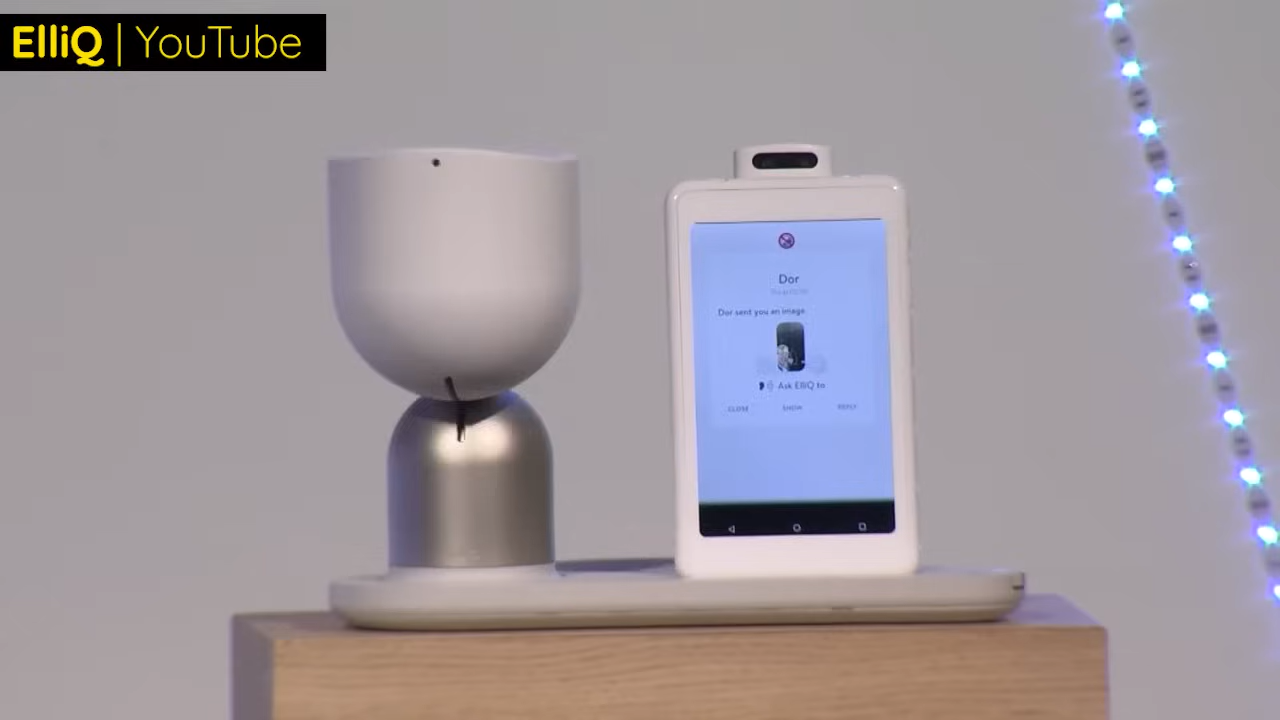 ElliQ | YouTube
Dor
Dor sent you an image
Ask ElliQ to
CLOSE SHOW REPLY